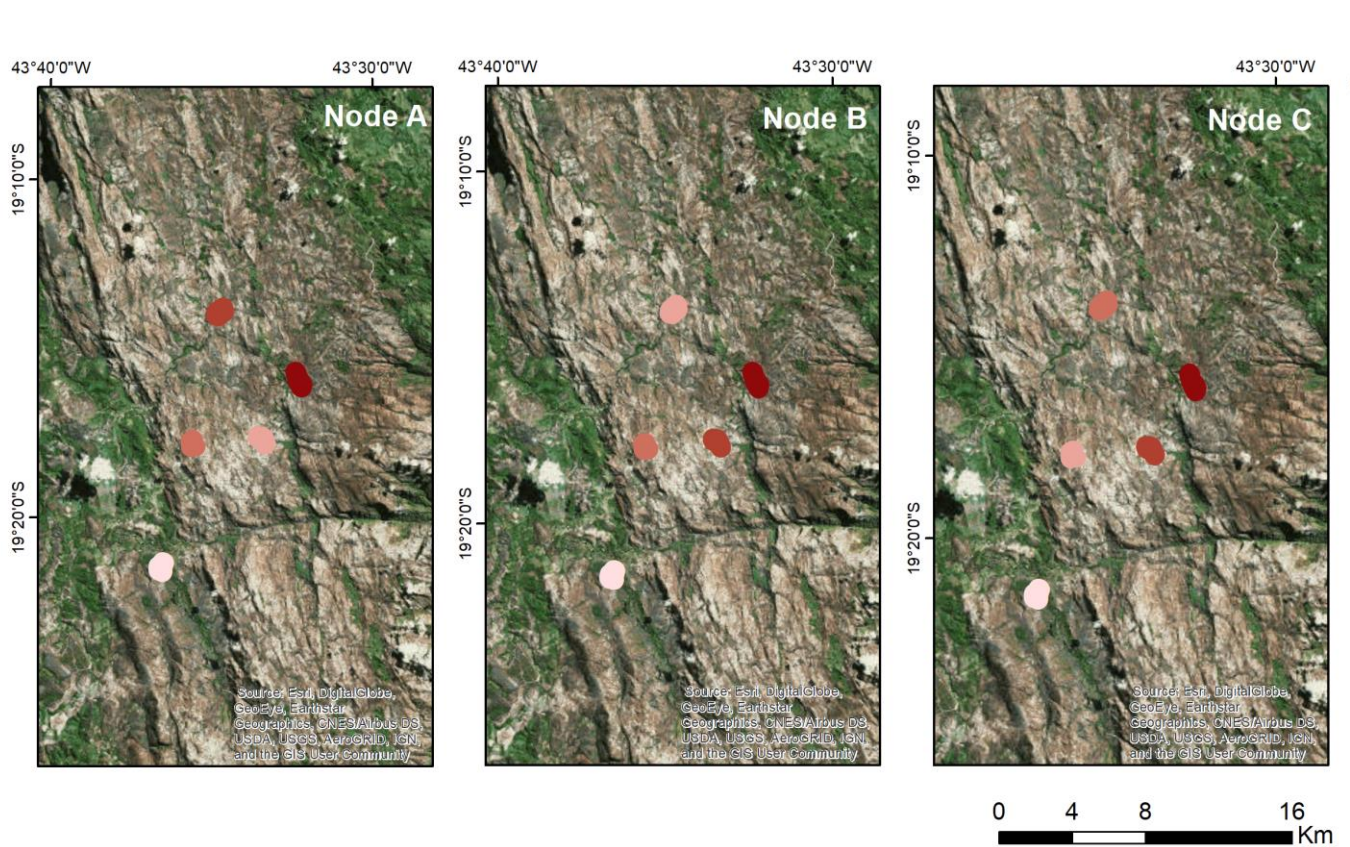 43°40'0"W
43°30'0"W
43°40'0"W
43°30'0"W
43°30'0"W
Node A
Node B
Node C
19°10'0"S
19°10'0"S
19°10'0"S
19°20'0"S
19°20'0"S
19°20'0"S
Source: Esri, DigitalGlobe,
GeoEye, Earthstar
Geographics, CNES/Airbus DS,
USDA, USGS, AeroGRID, IGN,
and the GIS User Community
Source: Esri, DigitalGlobe,
GeoEye, Earthstar
Geographics, CNES/Airbus DS,
USDA, USGS, AeroGRID, IGN,
and the GIS User Community
Source: Esri, DigitalGlobe,
GeoEye, Earthstar
Geographics, CNES/Airbus DS,
USDA, USGS, AeroGRID, IGN,
and the GIS User Community
0 4 8 16
Km